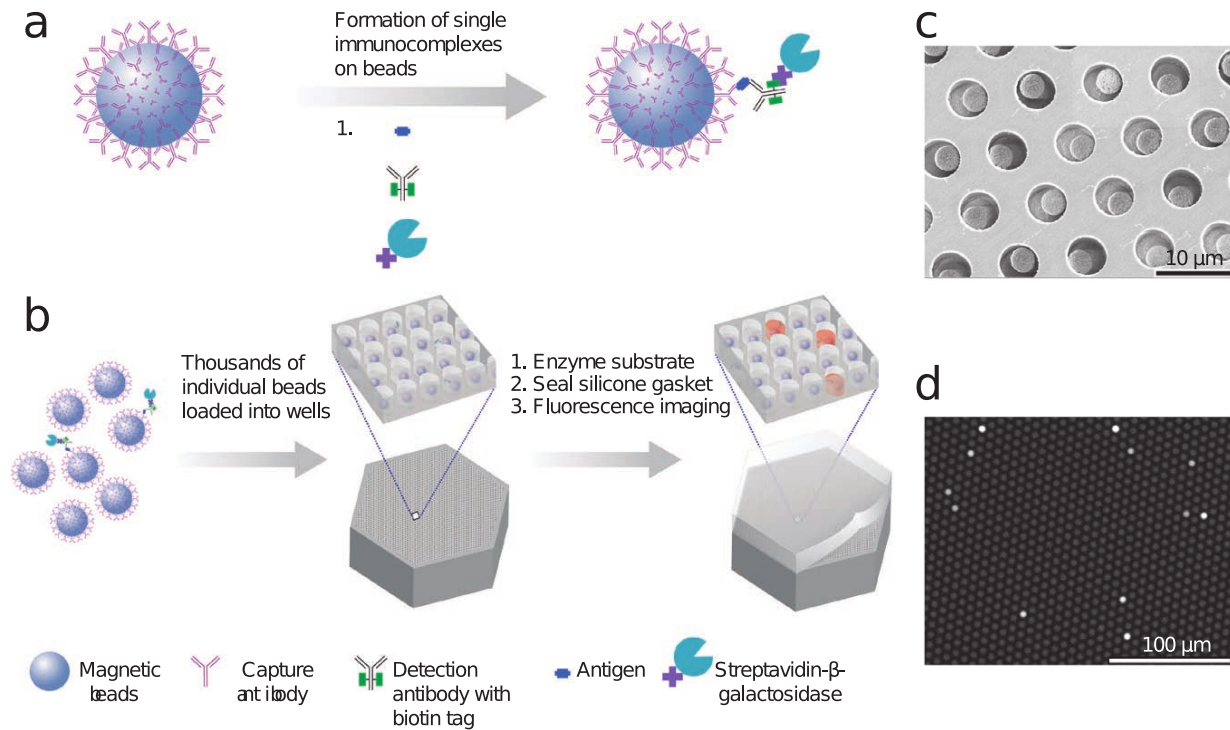 a
Formation of single
immunocomplexes
on beads
1.
b
Thousands of
individual beads
loaded into wells
1. Enzyme substrate
2. Seal silicone gasket
3. Fluorescence imaging
c
10 µm
d
100 µm
Magnetic
beads
Capture
antibody
Detection
antibody with
biotin tag
Antigen
Streptavidin-β-
galactosidase